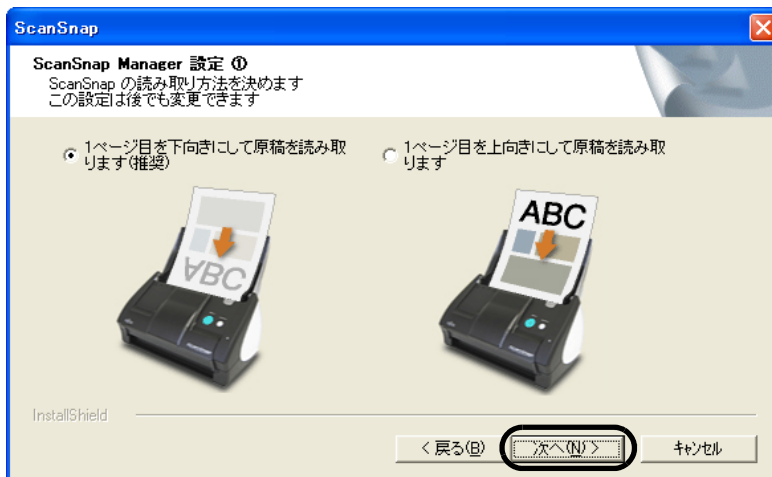 ScanSnap
ScanSnap Manager 設定 ①
ScanSnap の読み取り方法を決めます
この設定は後でも変更できます
1ページ目を下向きにして原稿を読み取
ります(推奨)
1ページ目を上向きにして原稿を読み取
ります
ABC
ABC
InstallShield
< 戻る(B)
次へ(N) >
キャンセル